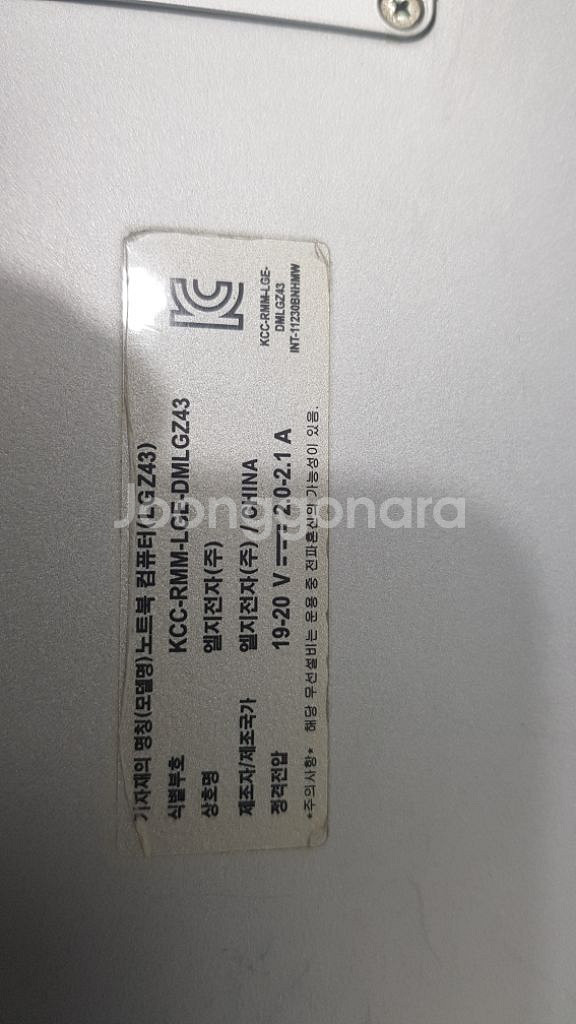 기자재의 명칭(모델명)노트북 컴퓨터(LGZ43)
식별부호 KCC-RMM-LGE-DMLGZ43
상호명 엘지전자(주)
제조자/제조국가 엘지전자(주) / CHINA
정격전압 19-20 V ⎓ 2.0-2.1 A
*주의사항* 해당 무선설비는 운용 중 전파혼신의 가능성이 있음.
KCC-RMM-LGE-
DMLGZ43
INT-11230BNHMW
Joonggonara